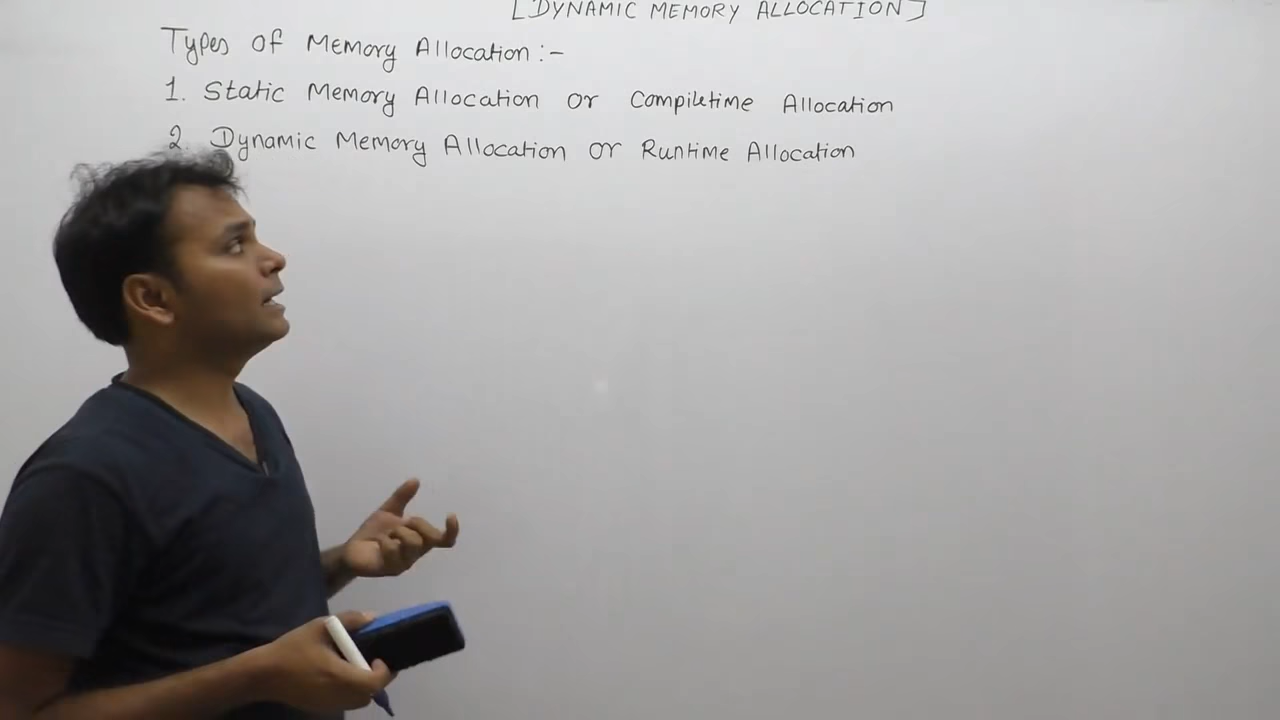 [DYNAMIC MEMORY ALLOCATION]
Types of Memory Allocation:-
1. Static Memory Allocation or Compiletime Allocation
2. Dynamic Memory Allocation or Runtime Allocation